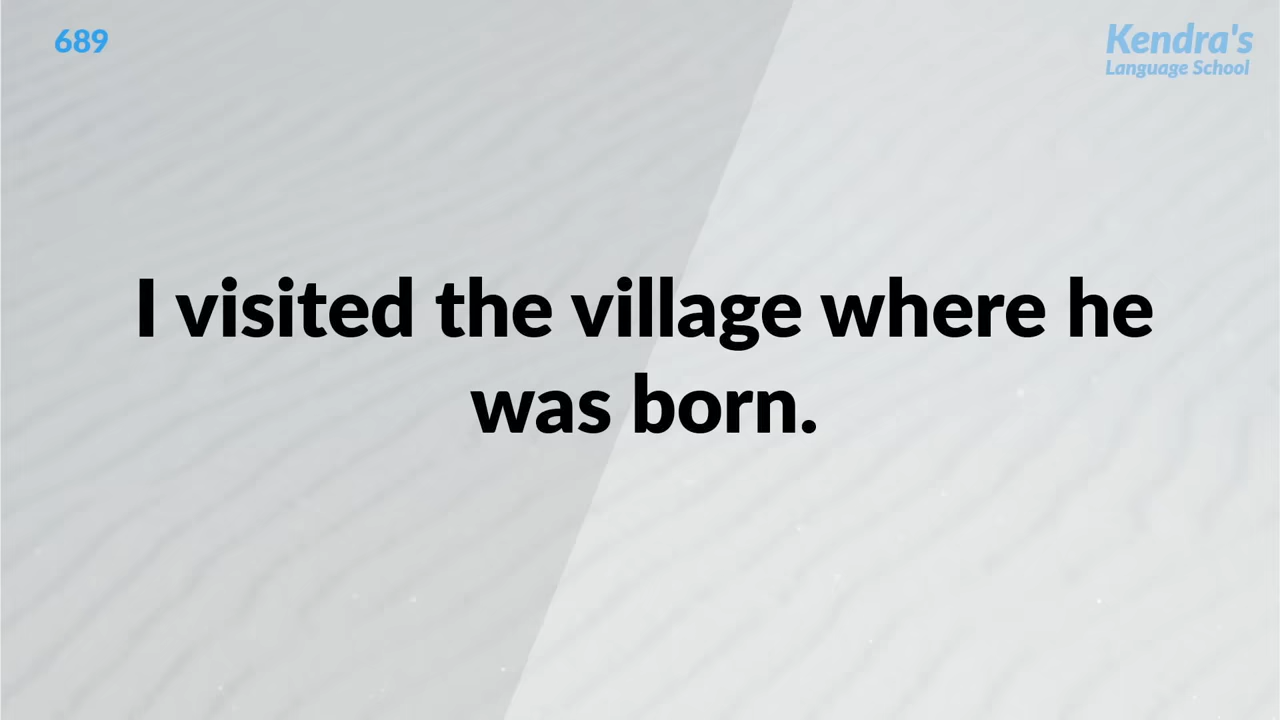 689
Kendra's
Language School
I visited the village where he
was born.